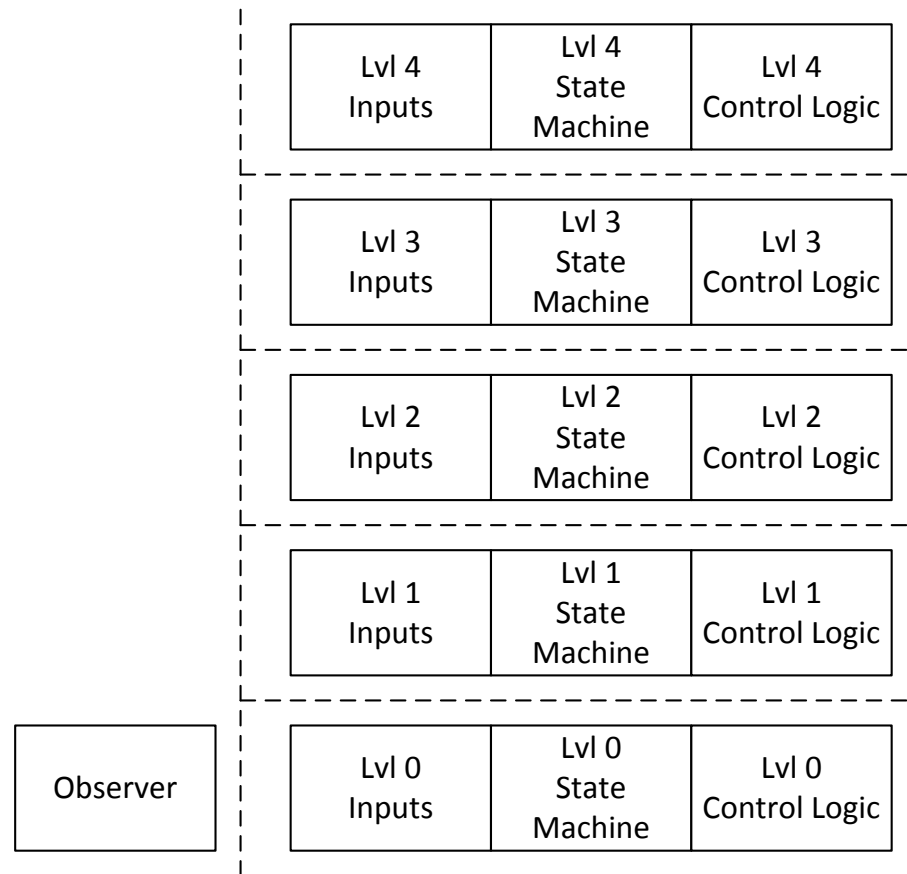 Lvl 4
Inputs
Lvl 4
State
Machine
Lvl 4
Control Logic
Lvl 3
Inputs
Lvl 3
State
Machine
Lvl 3
Control Logic
Lvl 2
Inputs
Lvl 2
State
Machine
Lvl 2
Control Logic
Lvl 1
Inputs
Lvl 1
State
Machine
Lvl 1
Control Logic
Observer
Lvl 0
Inputs
Lvl 0
State
Machine
Lvl 0
Control Logic